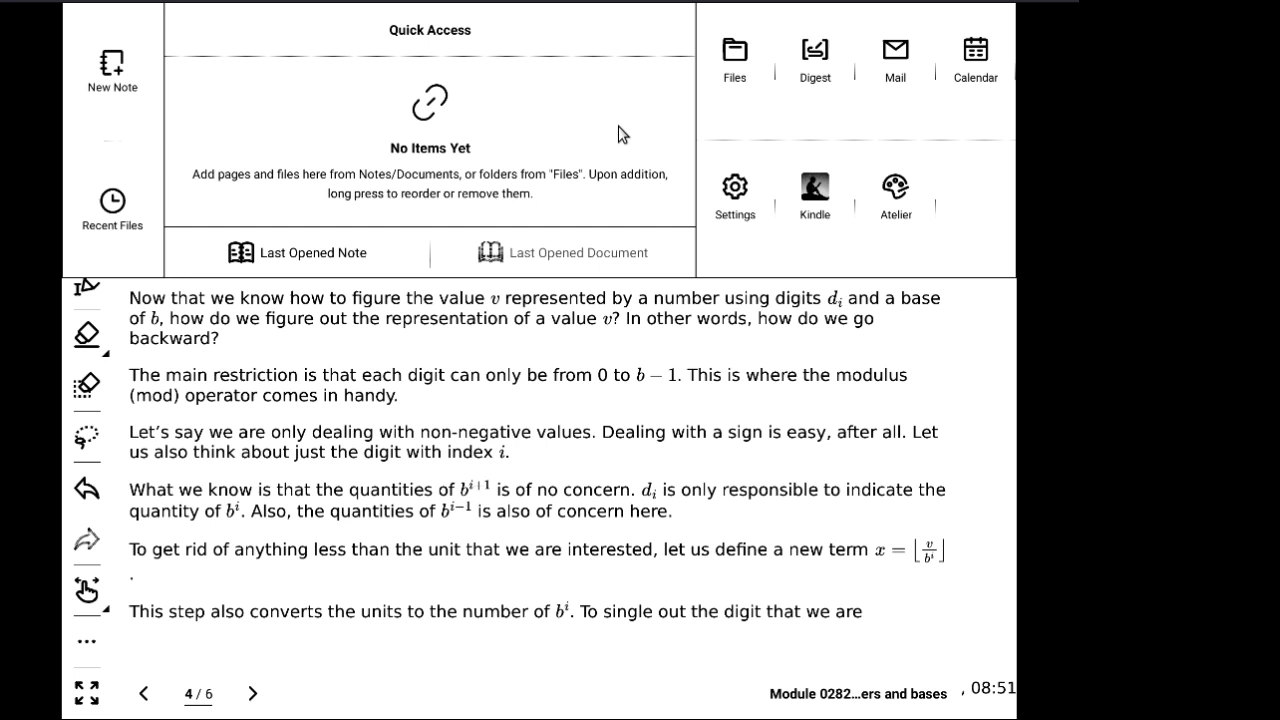 Quick Access
New Note
Recent Files
No Items Yet
Add pages and files here from Notes/Documents, or folders from "Files". Upon addition,
long press to reorder or remove them.
Last Opened Note
Last Opened Document
Files
Digest
Mail
Calendar
Settings
Kindle
Atelier
Now that we know how to figure the value v represented by a number using digits d_i and a base
of b, how do we figure out the representation of a value v? In other words, how do we go
backward?
The main restriction is that each digit can only be from 0 to b − 1. This is where the modulus
(mod) operator comes in handy.
Let's say we are only dealing with non-negative values. Dealing with a sign is easy, after all. Let
us also think about just the digit with index i.
What we know is that the quantities of b^{i+1} is of no concern. d_i is only responsible to indicate the
quantity of b^i. Also, the quantities of b^{i−1} is also of concern here.
To get rid of anything less than the unit that we are interested, let us define a new term x = ⌊v/b^i⌋
.
This step also converts the units to the number of b^i. To single out the digit that we are
4 / 6
Module 0282...ers and bases
, 08:51